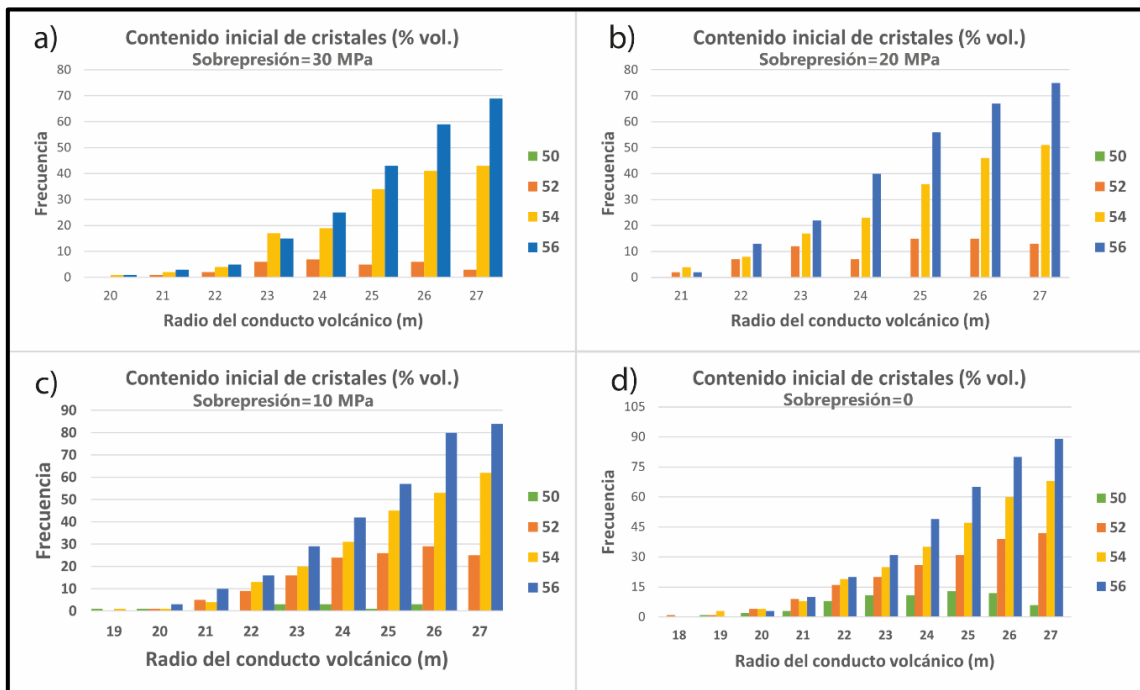 a)
Contenido inicial de cristales (% vol.)
Sobrepresión=30 MPa
80
70
60
50
40
30
20
10
0
Frecuencia
20 21 22 23 24 25 26 27
Radio del conducto volcánico (m)
50
52
54
56
b)
Contenido inicial de cristales (% vol.)
Sobrepresión=20 MPa
80
70
60
50
40
30
20
10
0
Frecuencia
21 22 23 24 25 26 27
Radio del conducto volcánico (m)
50
52
54
56
c)
Contenido inicial de cristales (% vol.)
Sobrepresión=10 MPa
90
80
70
60
50
40
30
20
10
0
Frecuencia
19 20 21 22 23 24 25 26 27
Radio del conducto volcánico (m)
50
52
54
56
d)
Contenido inicial de cristales (% vol.)
Sobrepresión=0
105
90
75
60
45
30
15
0
Frecuencia
18 19 20 21 22 23 24 25 26 27
Radio del conducto volcánico (m)
50
52
54
56